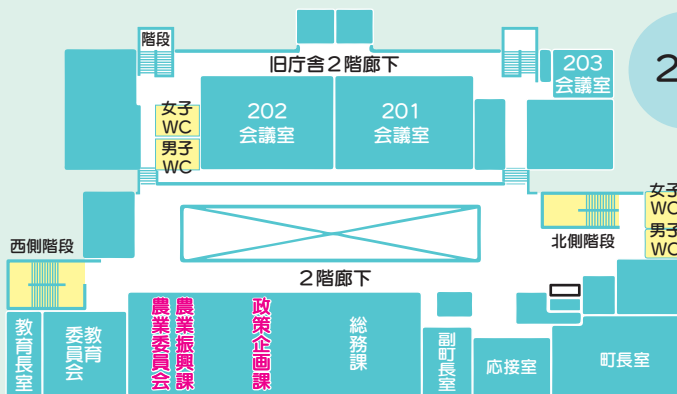 階段
旧庁舎2階廊下
2
203
会議室
202
会議室
201
会議室
女子
WC
男子
WC
女子
WC
男子
WC
西側階段
北側階段
2階廊下
教育長室
教育
委員会
農業委員会
農業振興課
政策企画課
総務課
副町長室
応接室
町長室